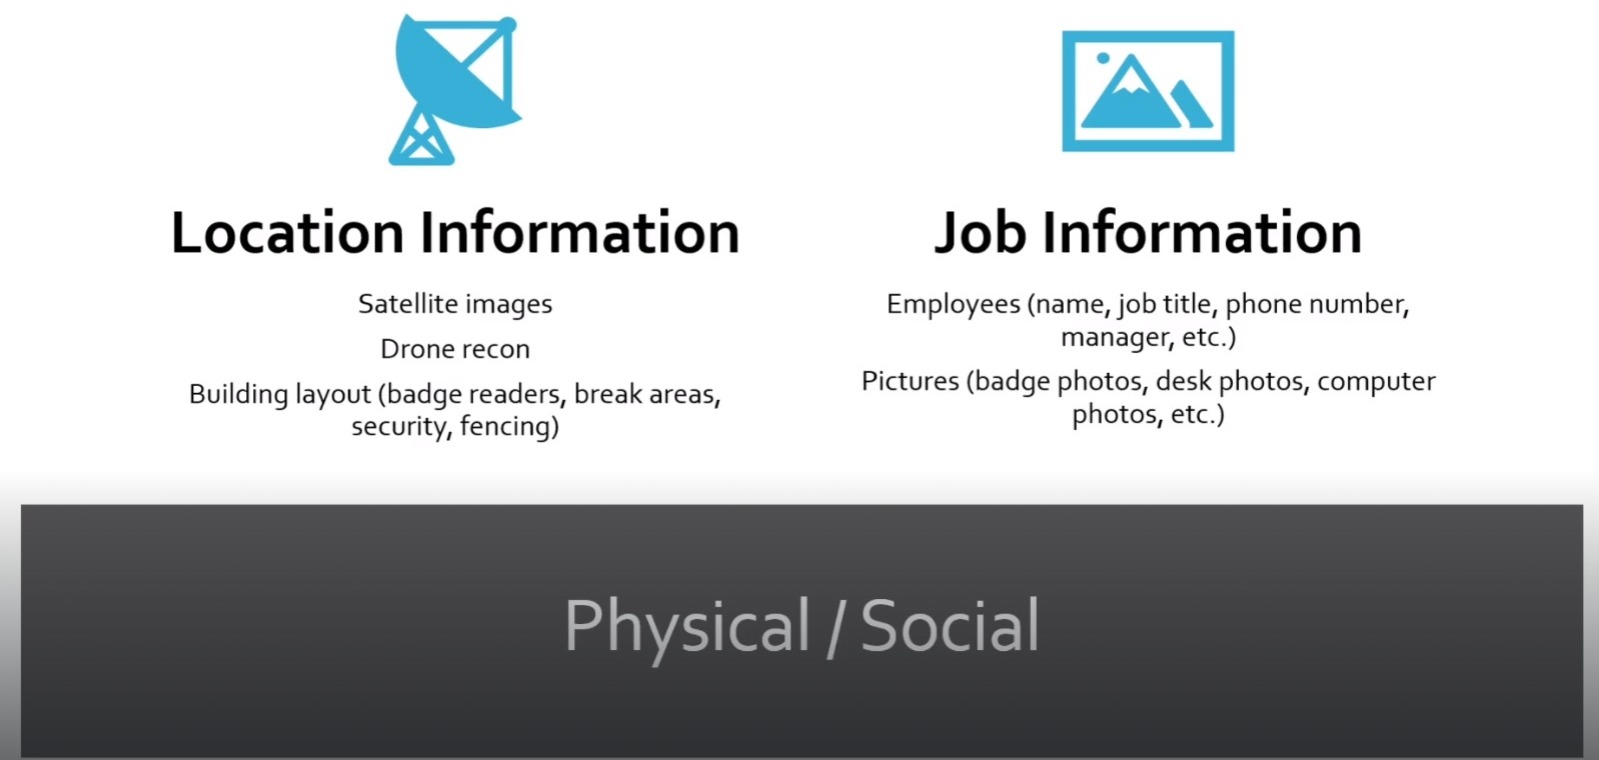 Location Information
Satellite images
Drone recon
Building layout (badge readers, break areas,
security, fencing)
Job Information
Employees (name, job title, phone number,
manager, etc.)
Pictures (badge photos, desk photos, computer
photos, etc.)
Physical / Social